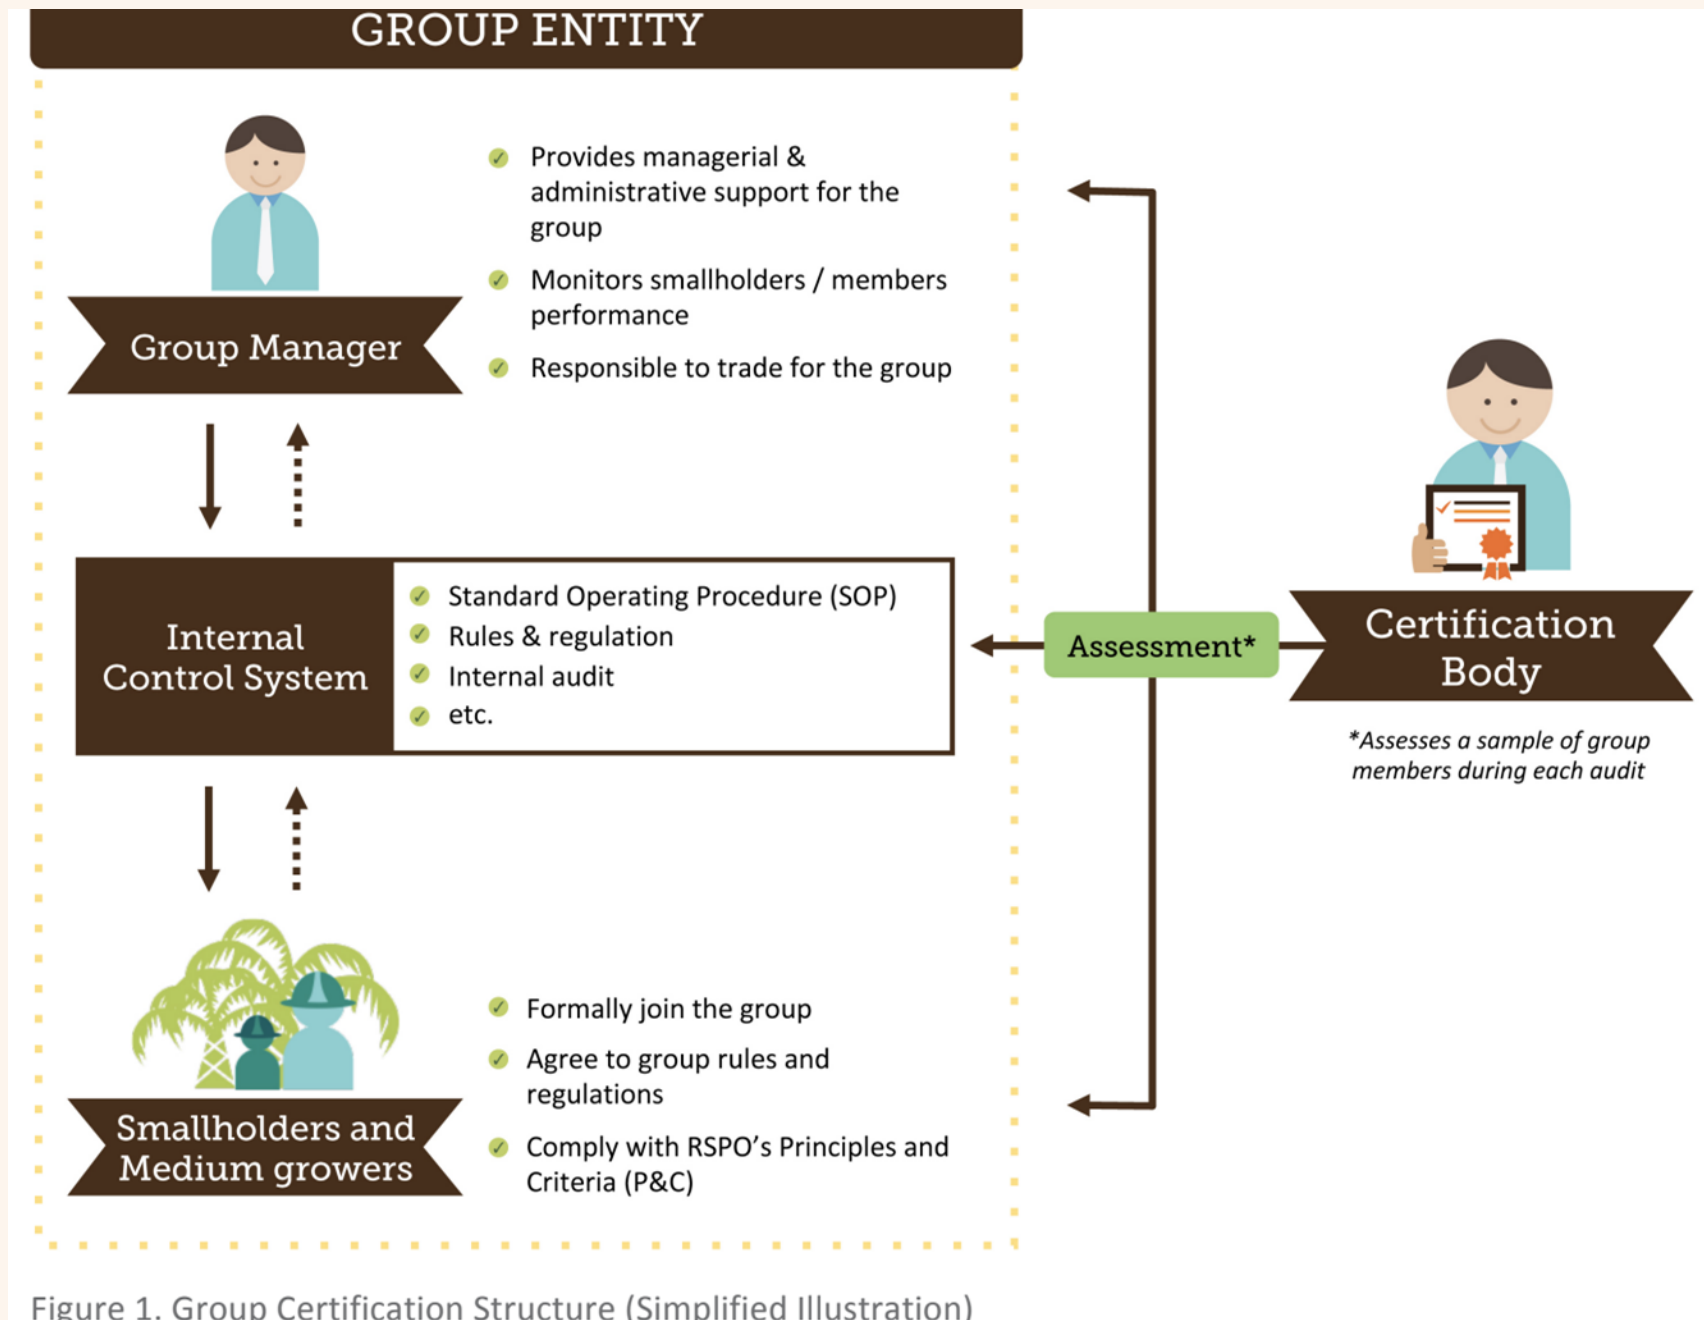 GROUP ENTITY
Provides managerial &
administrative support for the
group
Monitors smallholders / members
performance
Responsible to trade for the group
Group Manager
Internal
Control System
Standard Operating Procedure (SOP)
Rules & regulation
Internal audit
etc.
Assessment*
Certification
Body
*Assesses a sample of group
members during each audit
Formally join the group
Agree to group rules and
regulations
Comply with RSPO’s Principles and
Criteria (P&C)
Smallholders and
Medium growers
Figure 1. Group Certification Structure (Simplified Illustration)